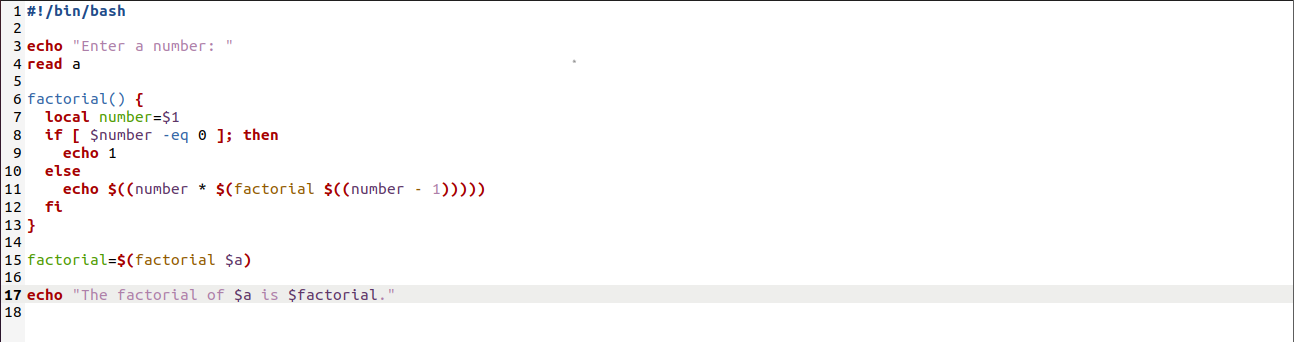 1 #!/bin/bash
2
3 echo "Enter a number: "
4 read a
5
6 factorial() {
7   local number=$1
8   if [ $number -eq 0 ]; then
9     echo 1
10   else
11     echo $((number * $(factorial $((number - 1)))))
12   fi
13 }
14
15 factorial=$(factorial $a)
16
17 echo "The factorial of $a is $factorial."
18